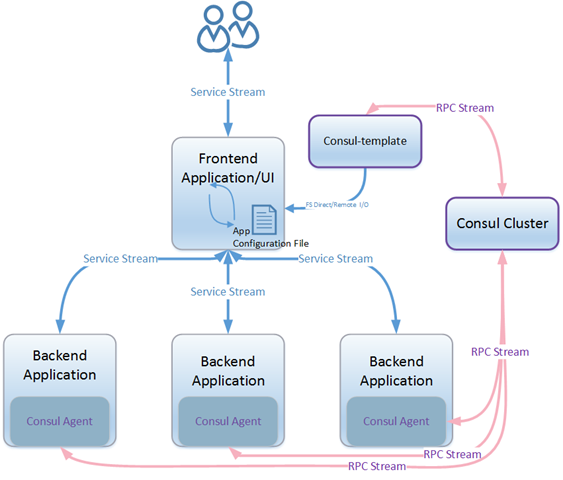 Service Stream
RPC Stream
Consul-template
Frontend
Application/UI
FS Direct/Remote I/O
App
Configuration File
Consul Cluster
Service Stream
Service Stream
Service Stream
Backend
Application
Consul Agent
Backend
Application
Consul Agent
Backend
Application
Consul Agent
RPC Stream
RPC Stream
RPC Stream